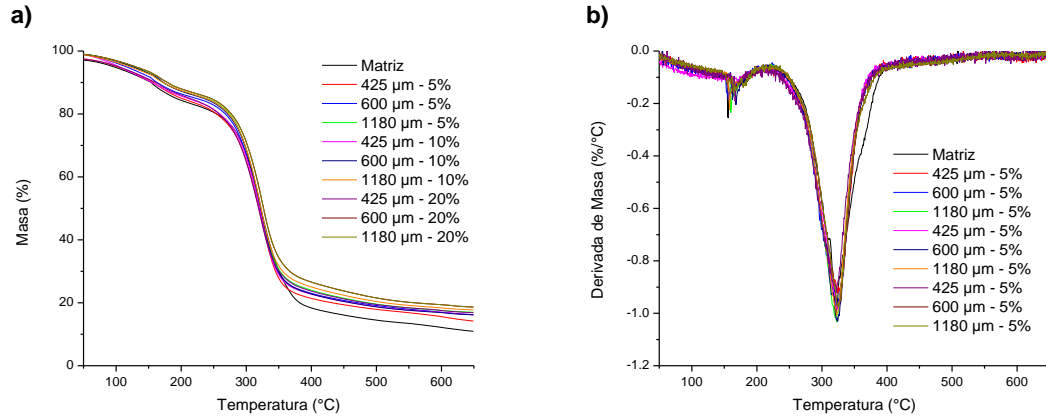 a)
100
80
60
40
20
0
Masa (%)
100 200 300 400 500 600
Temperatura (°C)
Matriz
425 µm - 5%
600 µm - 5%
1180 µm - 5%
425 µm - 10%
600 µm - 10%
1180 µm - 10%
425 µm - 20%
600 µm - 20%
1180 µm - 20%
b)
0.0
-0.2
-0.4
-0.6
-0.8
-1.0
-1.2
Derivada de Masa (%/°C)
100 200 300 400 500 600
Temperatura (°C)
Matriz
425 µm - 5%
600 µm - 5%
1180 µm - 5%
425 µm - 5%
600 µm - 5%
1180 µm - 5%
425 µm - 5%
600 µm - 5%
1180 µm - 5%